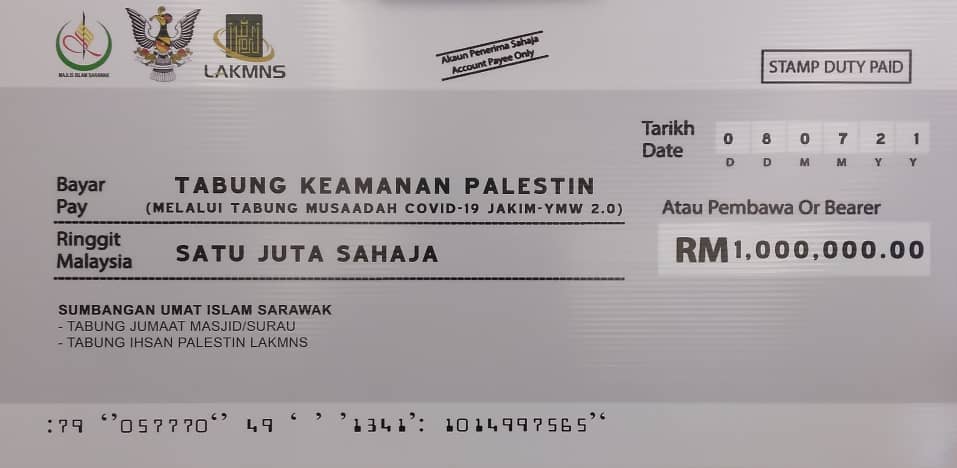 MAJLIS ISLAM SARAWAK
LAKMNS
Akaun Penerima Sahaja
Account Payee Only
STAMP DUTY PAID
Tarikh
Date
0 8 0 7 2 1
D D M M Y Y
Bayar
Pay
TABUNG KEAMANAN PALESTIN
(MELALUI TABUNG MUSAADAH COVID-19 JAKIM-YMW 2.0)
Atau Pembawa Or Bearer
Ringgit
Malaysia
SATU JUTA SAHAJA
RM1,000,000.00
SUMBANGAN UMAT ISLAM SARAWAK
- TABUNG JUMAAT MASJID/SURAU
- TABUNG IHSAN PALESTIN LAKMNS
:79 ‘’057770‘’ 49 ‘ ’ ’1341’: 1014997565’‘